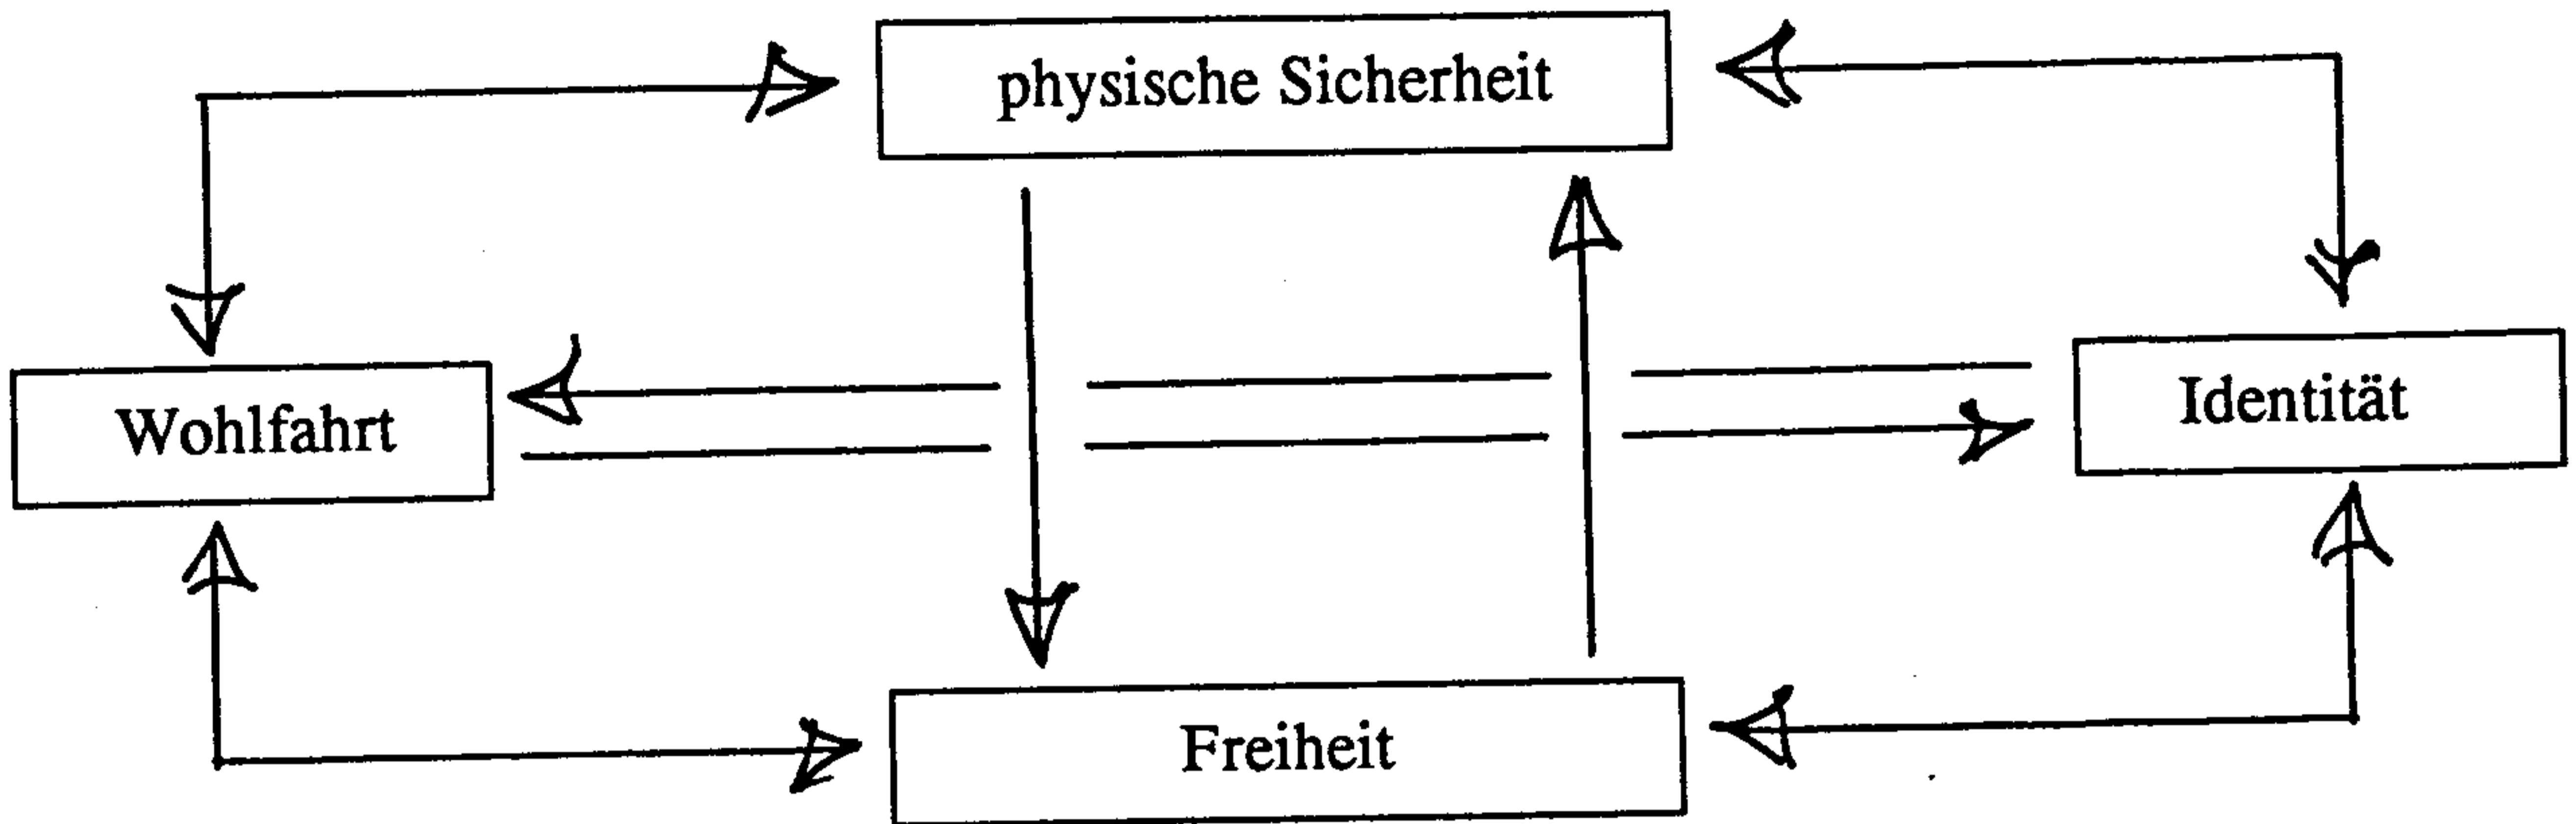 physische Sicherheit
Wohlfahrt
Identität
Freiheit